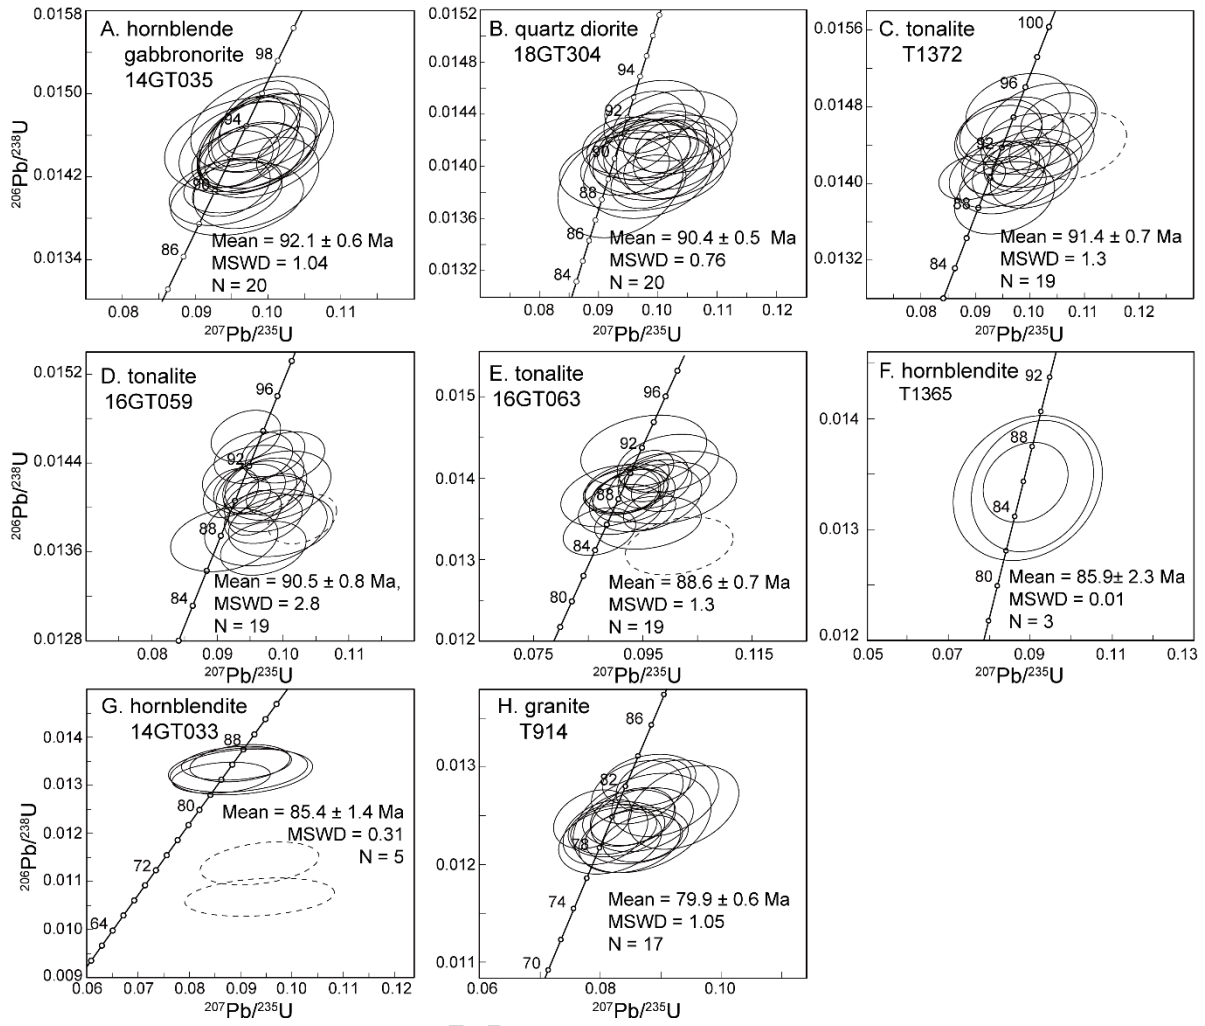 A. hornblende
gabbronorite
14GT035
0.0158
0.0150
0.0142
0.0134
98
94
90
86
Mean = 92.1 ± 0.6 Ma
MSWD = 1.04
N = 20
0.08 0.09 0.10 0.11
206Pb/238U
207Pb/235U
B. quartz diorite
18GT304
0.0152
0.0148
0.0144
0.0140
0.0136
0.0132
94
92
90
88
86
84
Mean = 90.4 ± 0.5 Ma
MSWD = 0.76
N = 20
0.08 0.09 0.10 0.11 0.12
207Pb/235U
C. tonalite
T1372
0.0156
0.0148
0.0140
0.0132
100
96
92
88
84
Mean = 91.4 ± 0.7 Ma
MSWD = 1.3
N = 19
0.08 0.09 0.10 0.11 0.12
207Pb/235U
D. tonalite
16GT059
0.0152
0.0144
0.0136
0.0128
96
92
88
84
Mean = 90.5 ± 0.8 Ma,
MSWD = 2.8
N = 19
0.08 0.09 0.10 0.11
206Pb/238U
207Pb/235U
E. tonalite
16GT063
0.015
0.014
0.013
0.012
96
92
88
84
80
Mean = 88.6 ± 0.7 Ma
MSWD = 1.3
N = 19
0.075 0.095 0.115
207Pb/235U
F. hornblendite
T1365
0.014
0.013
0.012
92
88
84
80
Mean = 85.9± 2.3 Ma
MSWD = 0.01
N = 3
0.05 0.07 0.09 0.11 0.13
207Pb/235U
G. hornblendite
14GT033
0.014
0.013
0.012
0.011
0.010
0.009
88
80
72
64
Mean = 85.4 ± 1.4 Ma
MSWD = 0.31
N = 5
0.06 0.07 0.08 0.09 0.10 0.11 0.12
206Pb/238U
207Pb/235U
H. granite
T914
0.013
0.012
0.011
86
82
78
74
70
Mean = 79.9 ± 0.6 Ma
MSWD = 1.05
N = 17
0.06 0.08 0.10
207Pb/235U